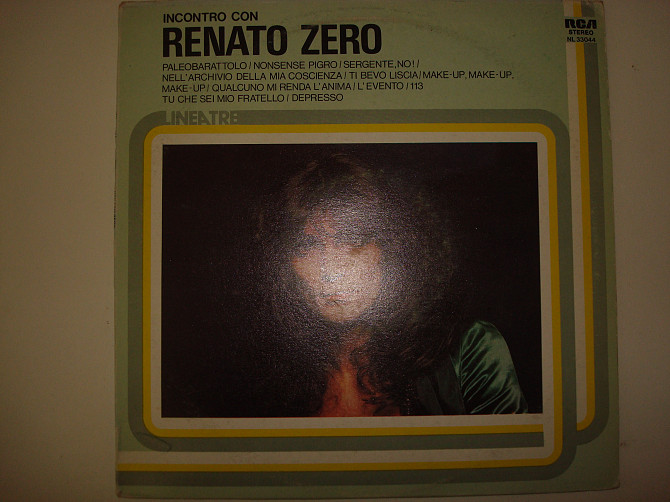 INCONTRO CON
RENATO ZERO
PALEOBARATTOLO / NONSENSE PIGRO / SERGENTE, NO! /
NELL'ARCHIVIO DELLA MIA COSCIENZA / TI BEVO LISCIA / MAKE-UP, MAKE-UP,
MAKE-UP / QUALCUNO MI RENDA L'ANIMA / L'EVENTO / 113
TU CHE SEI MIO FRATELLO / DEPRESSO
LINEATRE
RCA
STEREO
NL 33044